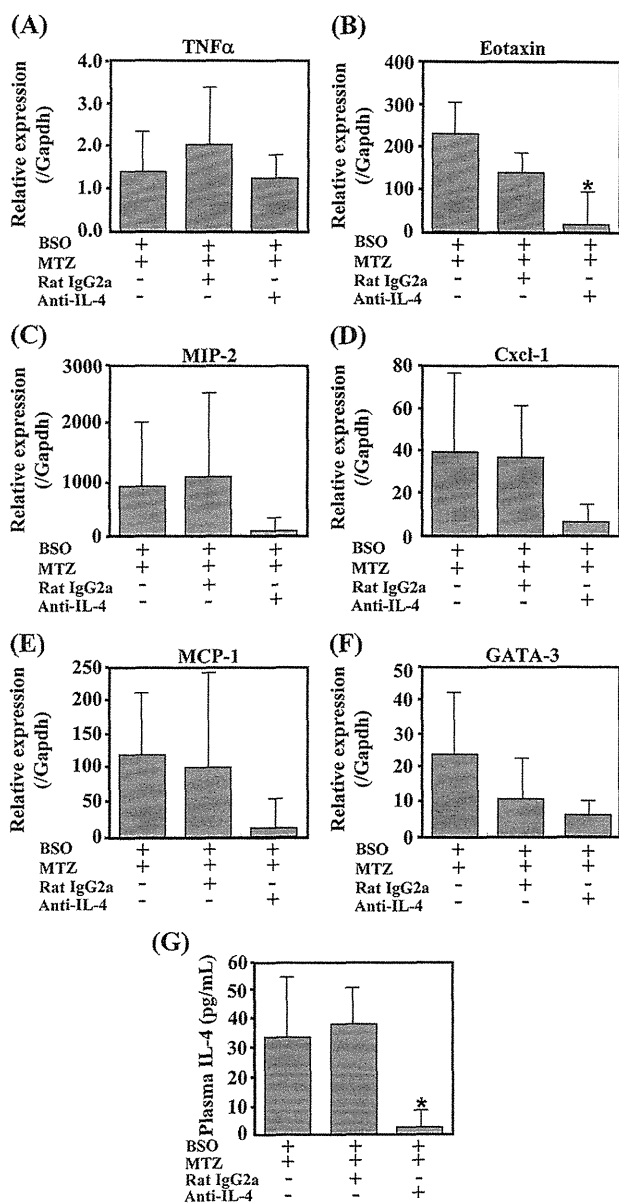 (A)
TNFα
Relative expression
(/Gapdh)
4.0
3.0
2.0
1.0
0.0
BSO + + +
MTZ + + +
Rat IgG2a - + -
Anti-IL-4 - - +
(B)
Eotaxin
Relative expression
(/Gapdh)
400
300
200
100
0
*
BSO + + +
MTZ + + +
Rat IgG2a - + -
Anti-IL-4 - - +
(C)
MIP-2
Relative expression
(/Gapdh)
3000
2000
1000
0
BSO + + +
MTZ + + +
Rat IgG2a - + -
Anti-IL-4 - - +
(D)
Cxcl-1
Relative expression
(/Gapdh)
80
60
40
20
0
BSO + + +
MTZ + + +
Rat IgG2a - + -
Anti-IL-4 - - +
(E)
MCP-1
Relative expression
(/Gapdh)
250
200
150
100
50
0
BSO + + +
MTZ + + +
Rat IgG2a - + -
Anti-IL-4 - - +
(F)
GATA-3
Relative expression
(/Gapdh)
50
40
30
20
10
0
BSO + + +
MTZ + + +
Rat IgG2a - + -
Anti-IL-4 - - +
(G)
Plasma IL-4 (pg/mL)
60
50
40
30
20
10
0
*
BSO + + +
MTZ + + +
Rat IgG2a - + -
Anti-IL-4 - - +